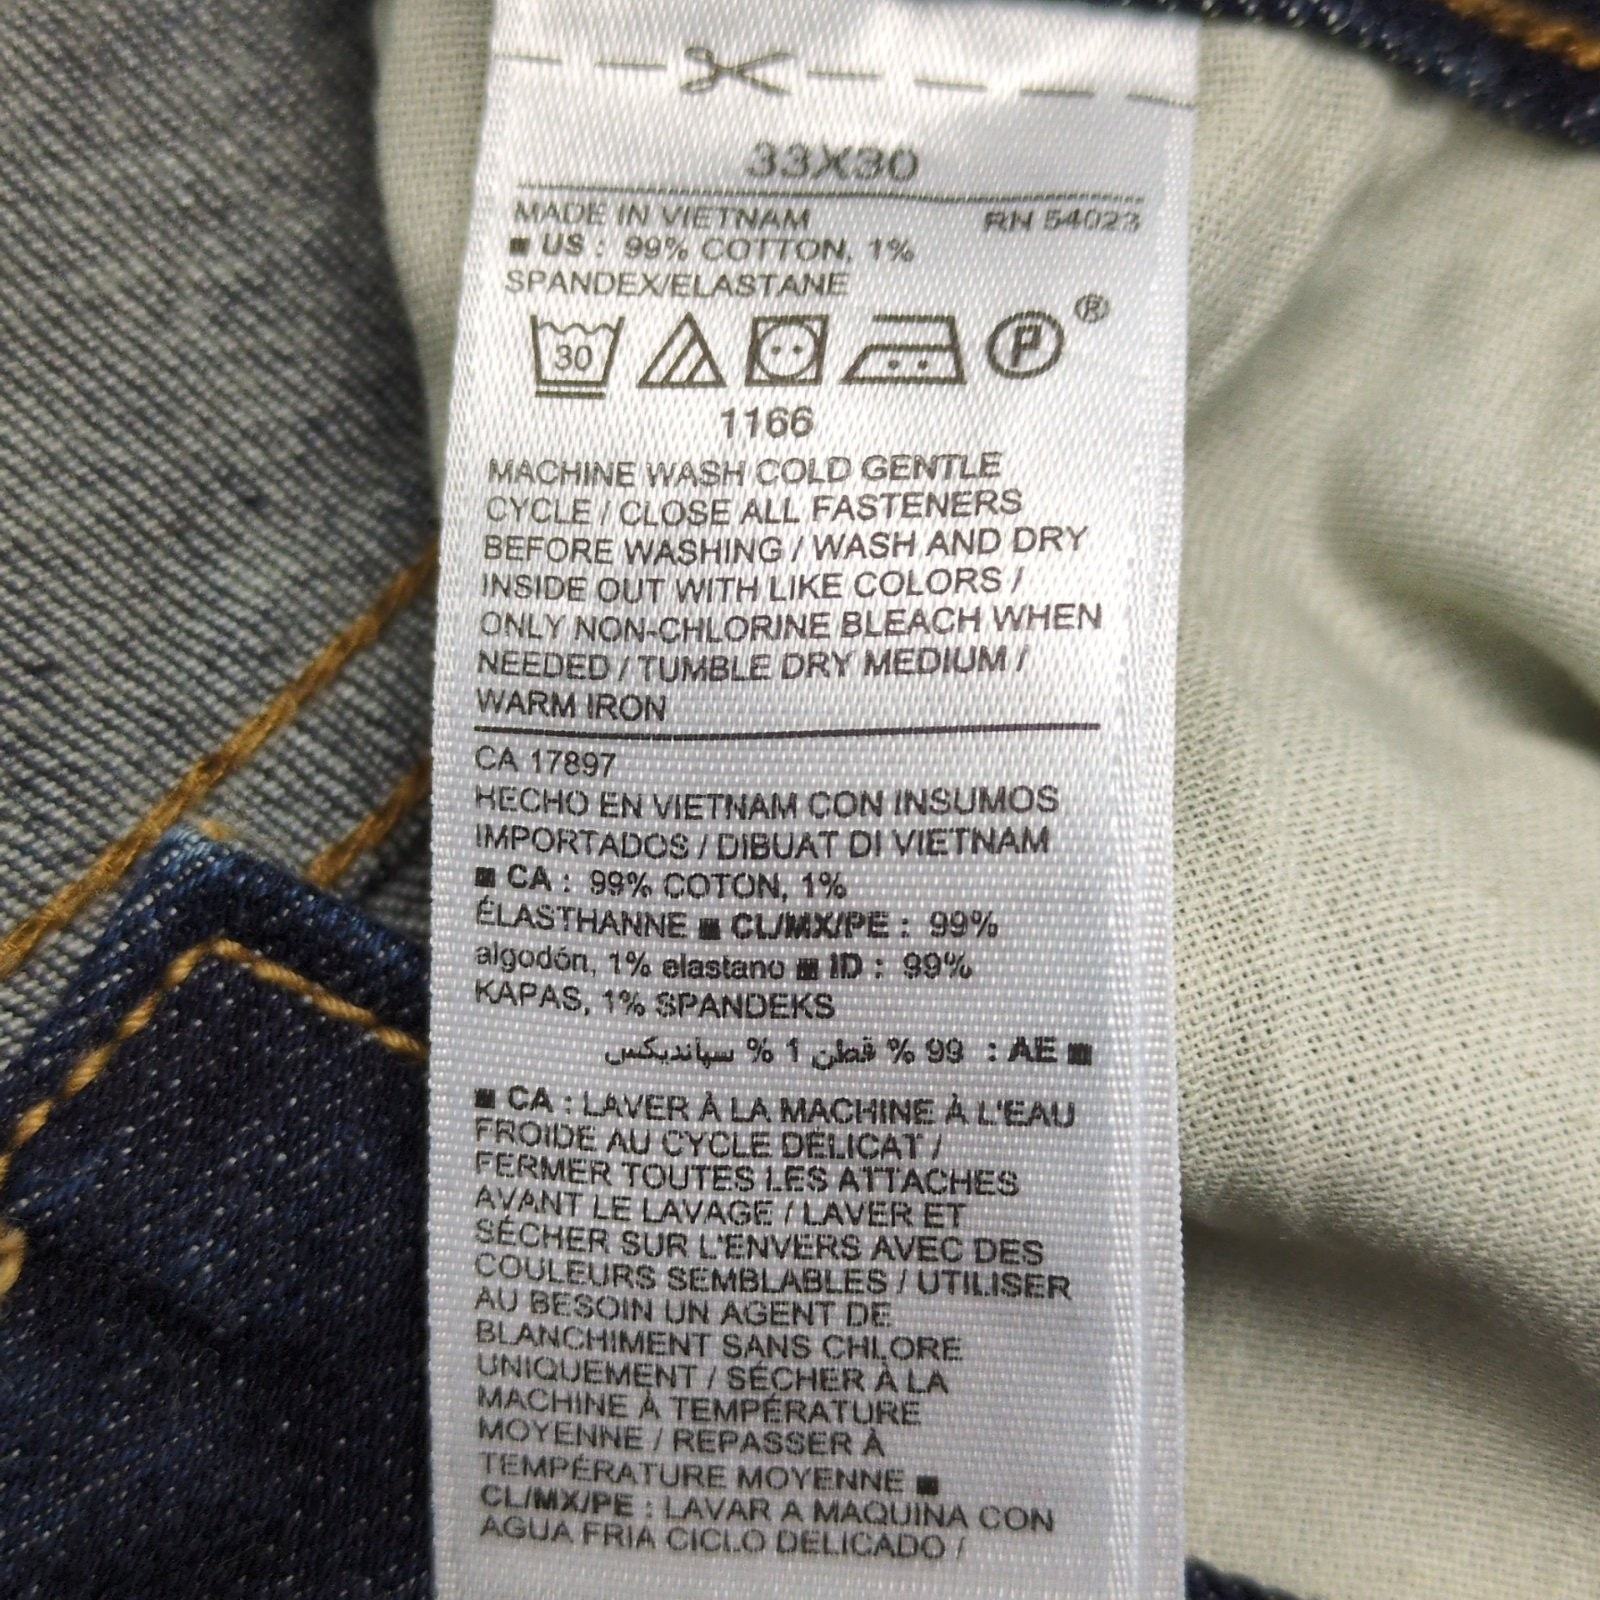 33X30
MADE IN VIETNAM RN 54023
■ US : 99% COTTON, 1%
SPANDEX/ELASTANE
30 P ®
1166
MACHINE WASH COLD GENTLE
CYCLE / CLOSE ALL FASTENERS
BEFORE WASHING / WASH AND DRY
INSIDE OUT WITH LIKE COLORS /
ONLY NON-CHLORINE BLEACH WHEN
NEEDED / TUMBLE DRY MEDIUM /
WARM IRON
CA 17897
HECHO EN VIETNAM CON INSUMOS
IMPORTADOS / DIBUAT DI VIETNAM
■ CA : 99% COTON, 1%
ÉLASTHANNE ■ CL/MX/PE : 99%
algodón, 1% elastano ■ ID : 99%
KAPAS, 1% SPANDEKS
■ AE : 99 % قطن 1 % سپاندیکس
■ CA : LAVER À LA MACHINE À L'EAU
FROIDE AU CYCLE DÉLICAT /
FERMER TOUTES LES ATTACHES
AVANT LE LAVAGE / LAVER ET
SÉCHER SUR L'ENVERS AVEC DES
COULEURS SEMBLABLES / UTILISER
AU BESOIN UN AGENT DE
BLANCHIMENT SANS CHLORE
UNIQUEMENT / SÉCHER À LA
MACHINE À TEMPÉRATURE
MOYENNE / REPASSER À
TEMPÉRATURE MOYENNE ■
CL/MX/PE : LAVAR A MAQUINA CON
AGUA FRIA CICLO DELICADO /